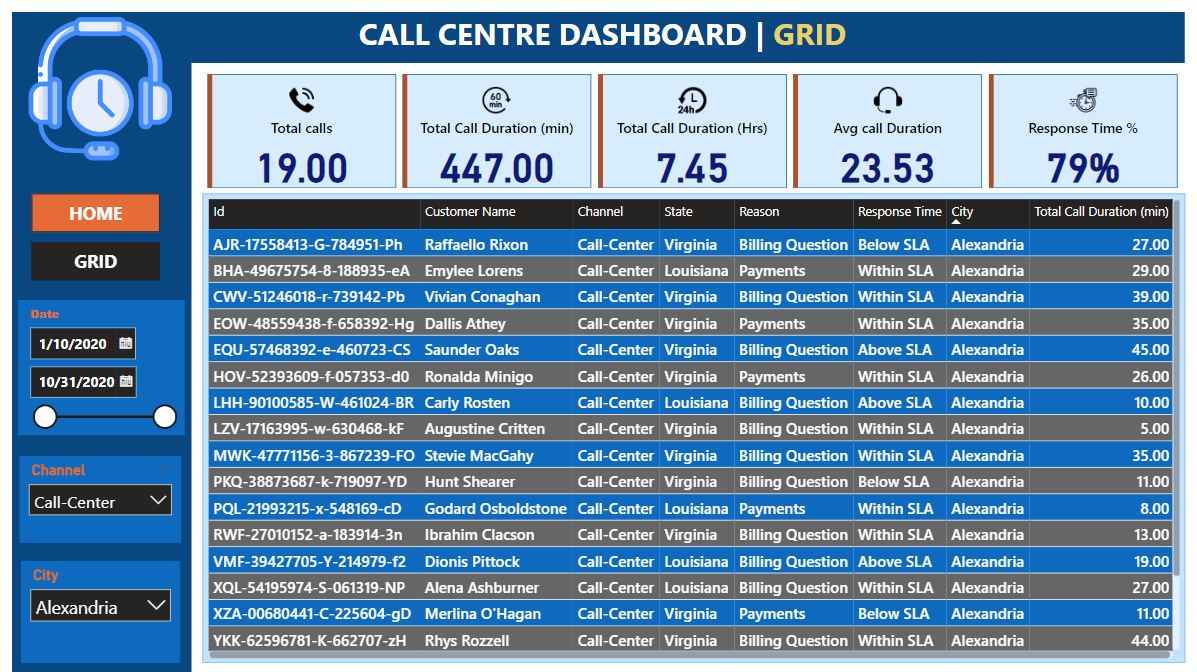 CALL CENTRE DASHBOARD | GRID
HOME
GRID
Date
1/10/2020
10/31/2020
Channel
Call-Center
City
Alexandria
Total calls
19.00
60 min
Total Call Duration (min)
447.00
24h
Total Call Duration (Hrs)
7.45
Avg call Duration
23.53
Response Time %
79%
Id Customer Name Channel State Reason Response Time City Total Call Duration (min)
AJR-17558413-G-784951-Ph Raffaello Rixon Call-Center Virginia Billing Question Below SLA Alexandria 27.00
BHA-49675754-8-188935-eA Emylee Lorens Call-Center Louisiana Payments Within SLA Alexandria 29.00
CWV-51246018-r-739142-Pb Vivian Conaghan Call-Center Virginia Billing Question Within SLA Alexandria 39.00
EOW-48559438-f-658392-Hg Dallis Athey Call-Center Virginia Payments Within SLA Alexandria 35.00
EQU-57468392-e-460723-CS Saunder Oaks Call-Center Virginia Billing Question Above SLA Alexandria 45.00
HOV-52393609-f-057353-d0 Ronalda Minigo Call-Center Virginia Payments Within SLA Alexandria 26.00
LHH-90100585-W-461024-BR Carly Rosten Call-Center Louisiana Billing Question Above SLA Alexandria 10.00
LZV-17163995-w-630468-kF Augustine Critten Call-Center Virginia Billing Question Within SLA Alexandria 5.00
MWK-47771156-3-867239-FO Stevie MacGahy Call-Center Virginia Billing Question Within SLA Alexandria 35.00
PKQ-38873687-k-719097-YD Hunt Shearer Call-Center Virginia Billing Question Below SLA Alexandria 11.00
PQL-21993215-x-548169-cD Godard Osboldstone Call-Center Louisiana Payments Within SLA Alexandria 8.00
RWF-27010152-a-183914-3n Ibrahim Clacson Call-Center Virginia Billing Question Within SLA Alexandria 13.00
VMF-39427705-Y-214979-f2 Dionis Pittock Call-Center Louisiana Billing Question Above SLA Alexandria 19.00
XQL-54195974-S-061319-NP Alena Ashburner Call-Center Louisiana Billing Question Within SLA Alexandria 27.00
XZA-00680441-C-225604-gD Merlina O'Hagan Call-Center Virginia Payments Below SLA Alexandria 11.00
YKK-62596781-K-662707-zH Rhys Rozzell Call-Center Virginia Billing Question Within SLA Alexandria 44.00